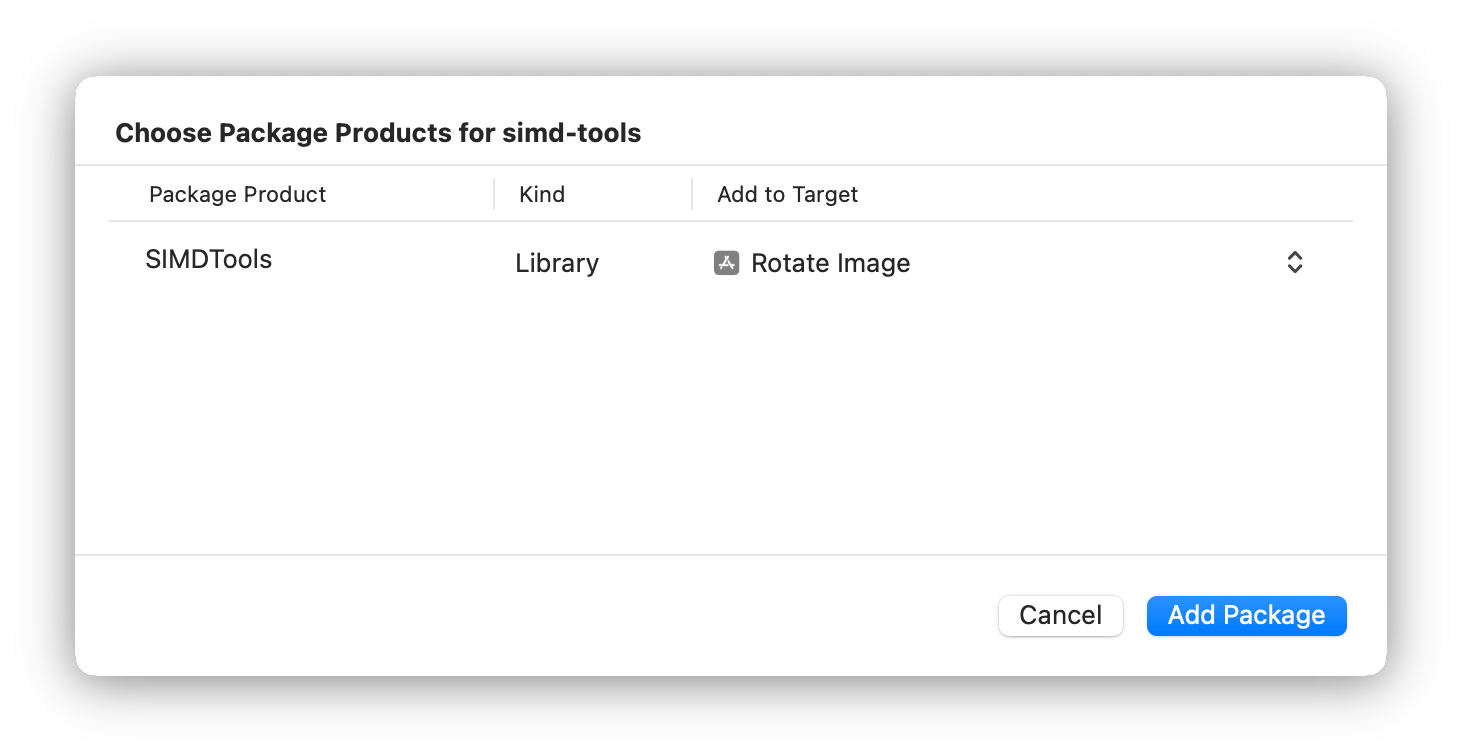 Choose Package Products for simd-tools
Package Product Kind Add to Target
SIMDTools Library Rotate Image
Cancel Add Package